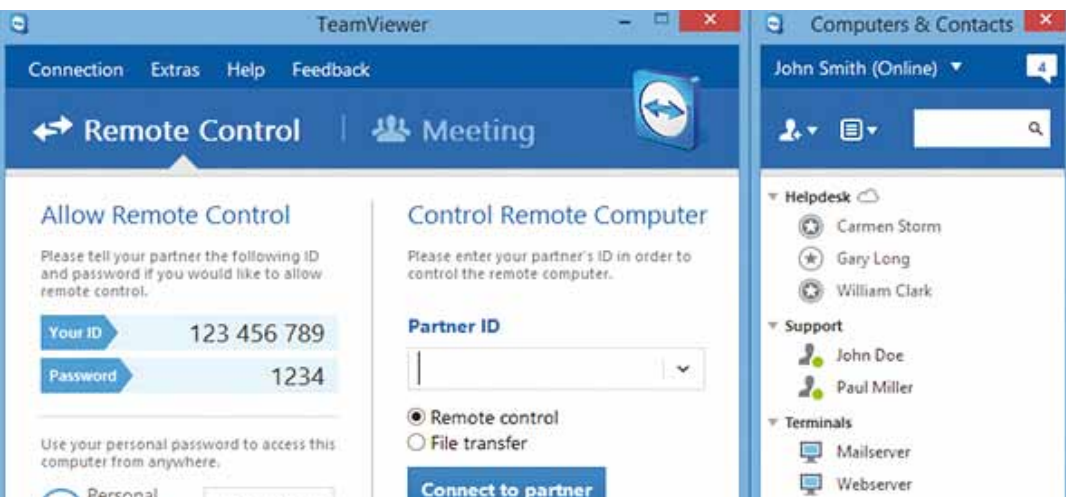 TeamViewer
Connection Extras Help Feedback
Remote Control
Meeting
Allow Remote Control
Please tell your partner the following ID
and password if you would like to allow
remote control.
Your ID
123 456 789
Password
1234
Use your personal password to access this
computer from anywhere.
Personal
Control Remote Computer
Please enter your partner's ID in order to
control the remote computer.
Partner ID
Remote control
File transfer
Connect to partner
Computers & Contacts
John Smith (Online)
4
Helpdesk
Carmen Storm
Gary Long
William Clark
Support
John Doe
Paul Miller
Terminals
Mailserver
Webserver